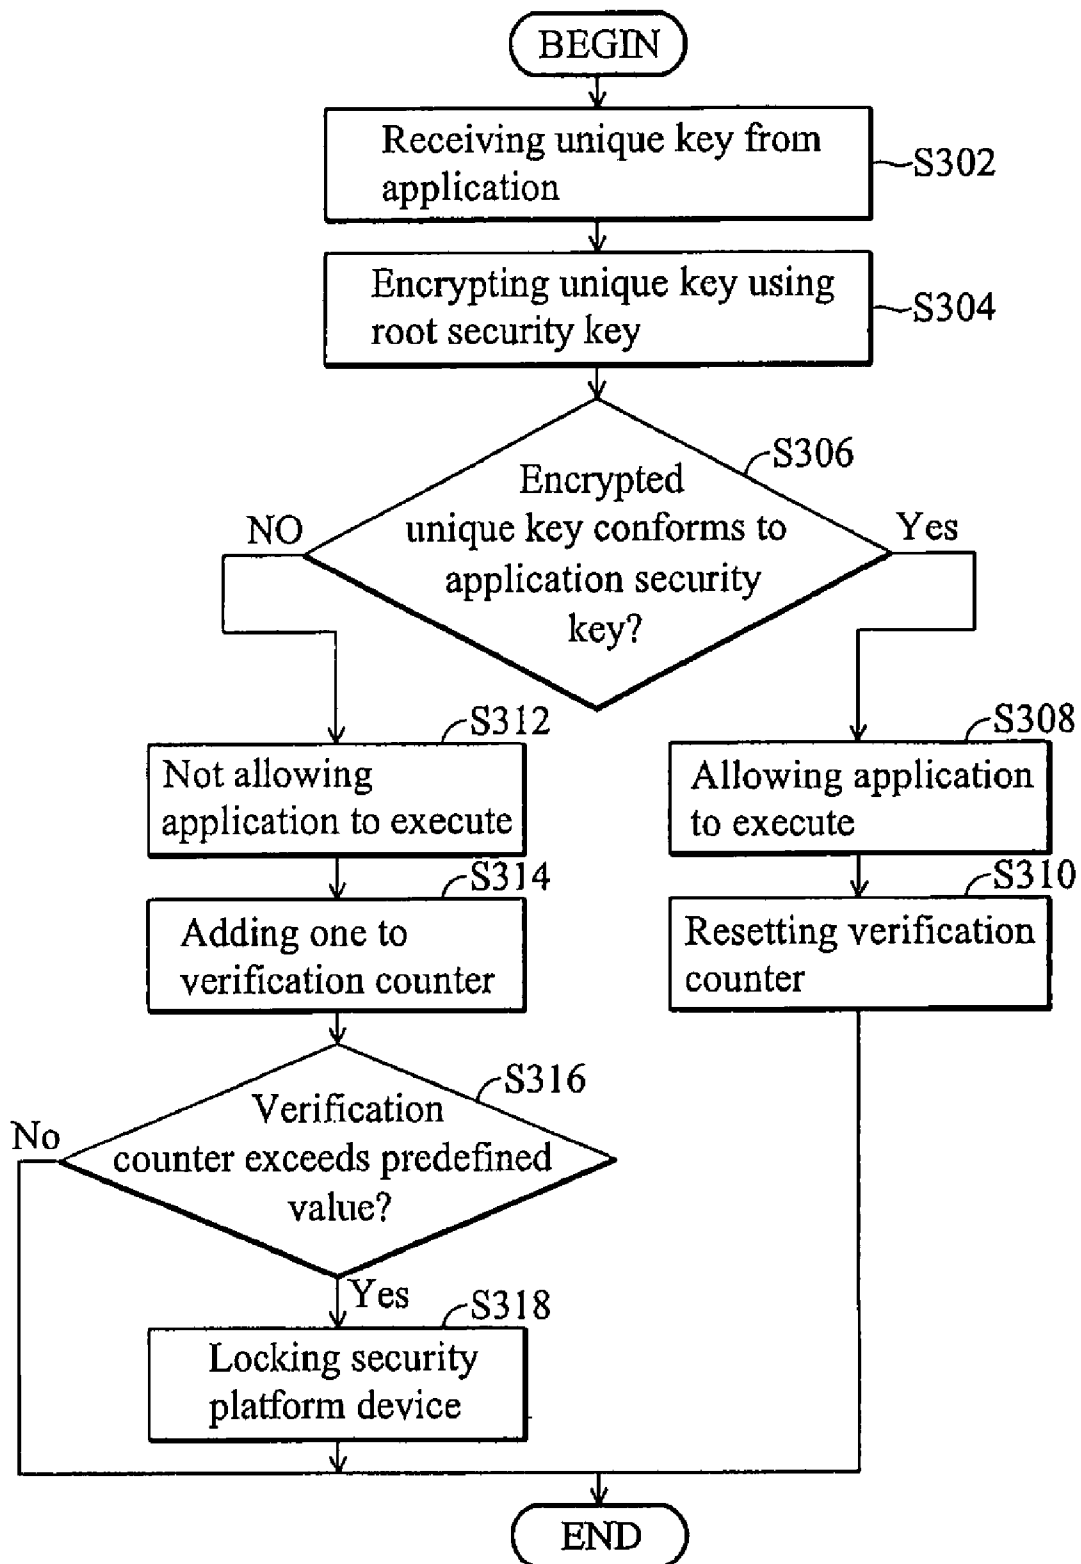 BEGIN
Receiving unique key from
application
S302
Encrypting unique key using
root security key
S304
S306
Encrypted
unique key conforms to
application security
key?
NO
Yes
S312
Not allowing
application to execute
S308
Allowing application
to execute
S314
Adding one to
verification counter
S310
Resetting verification
counter
S316
Verification
counter exceeds predefined
value?
No
Yes
S318
Locking security
platform device
END